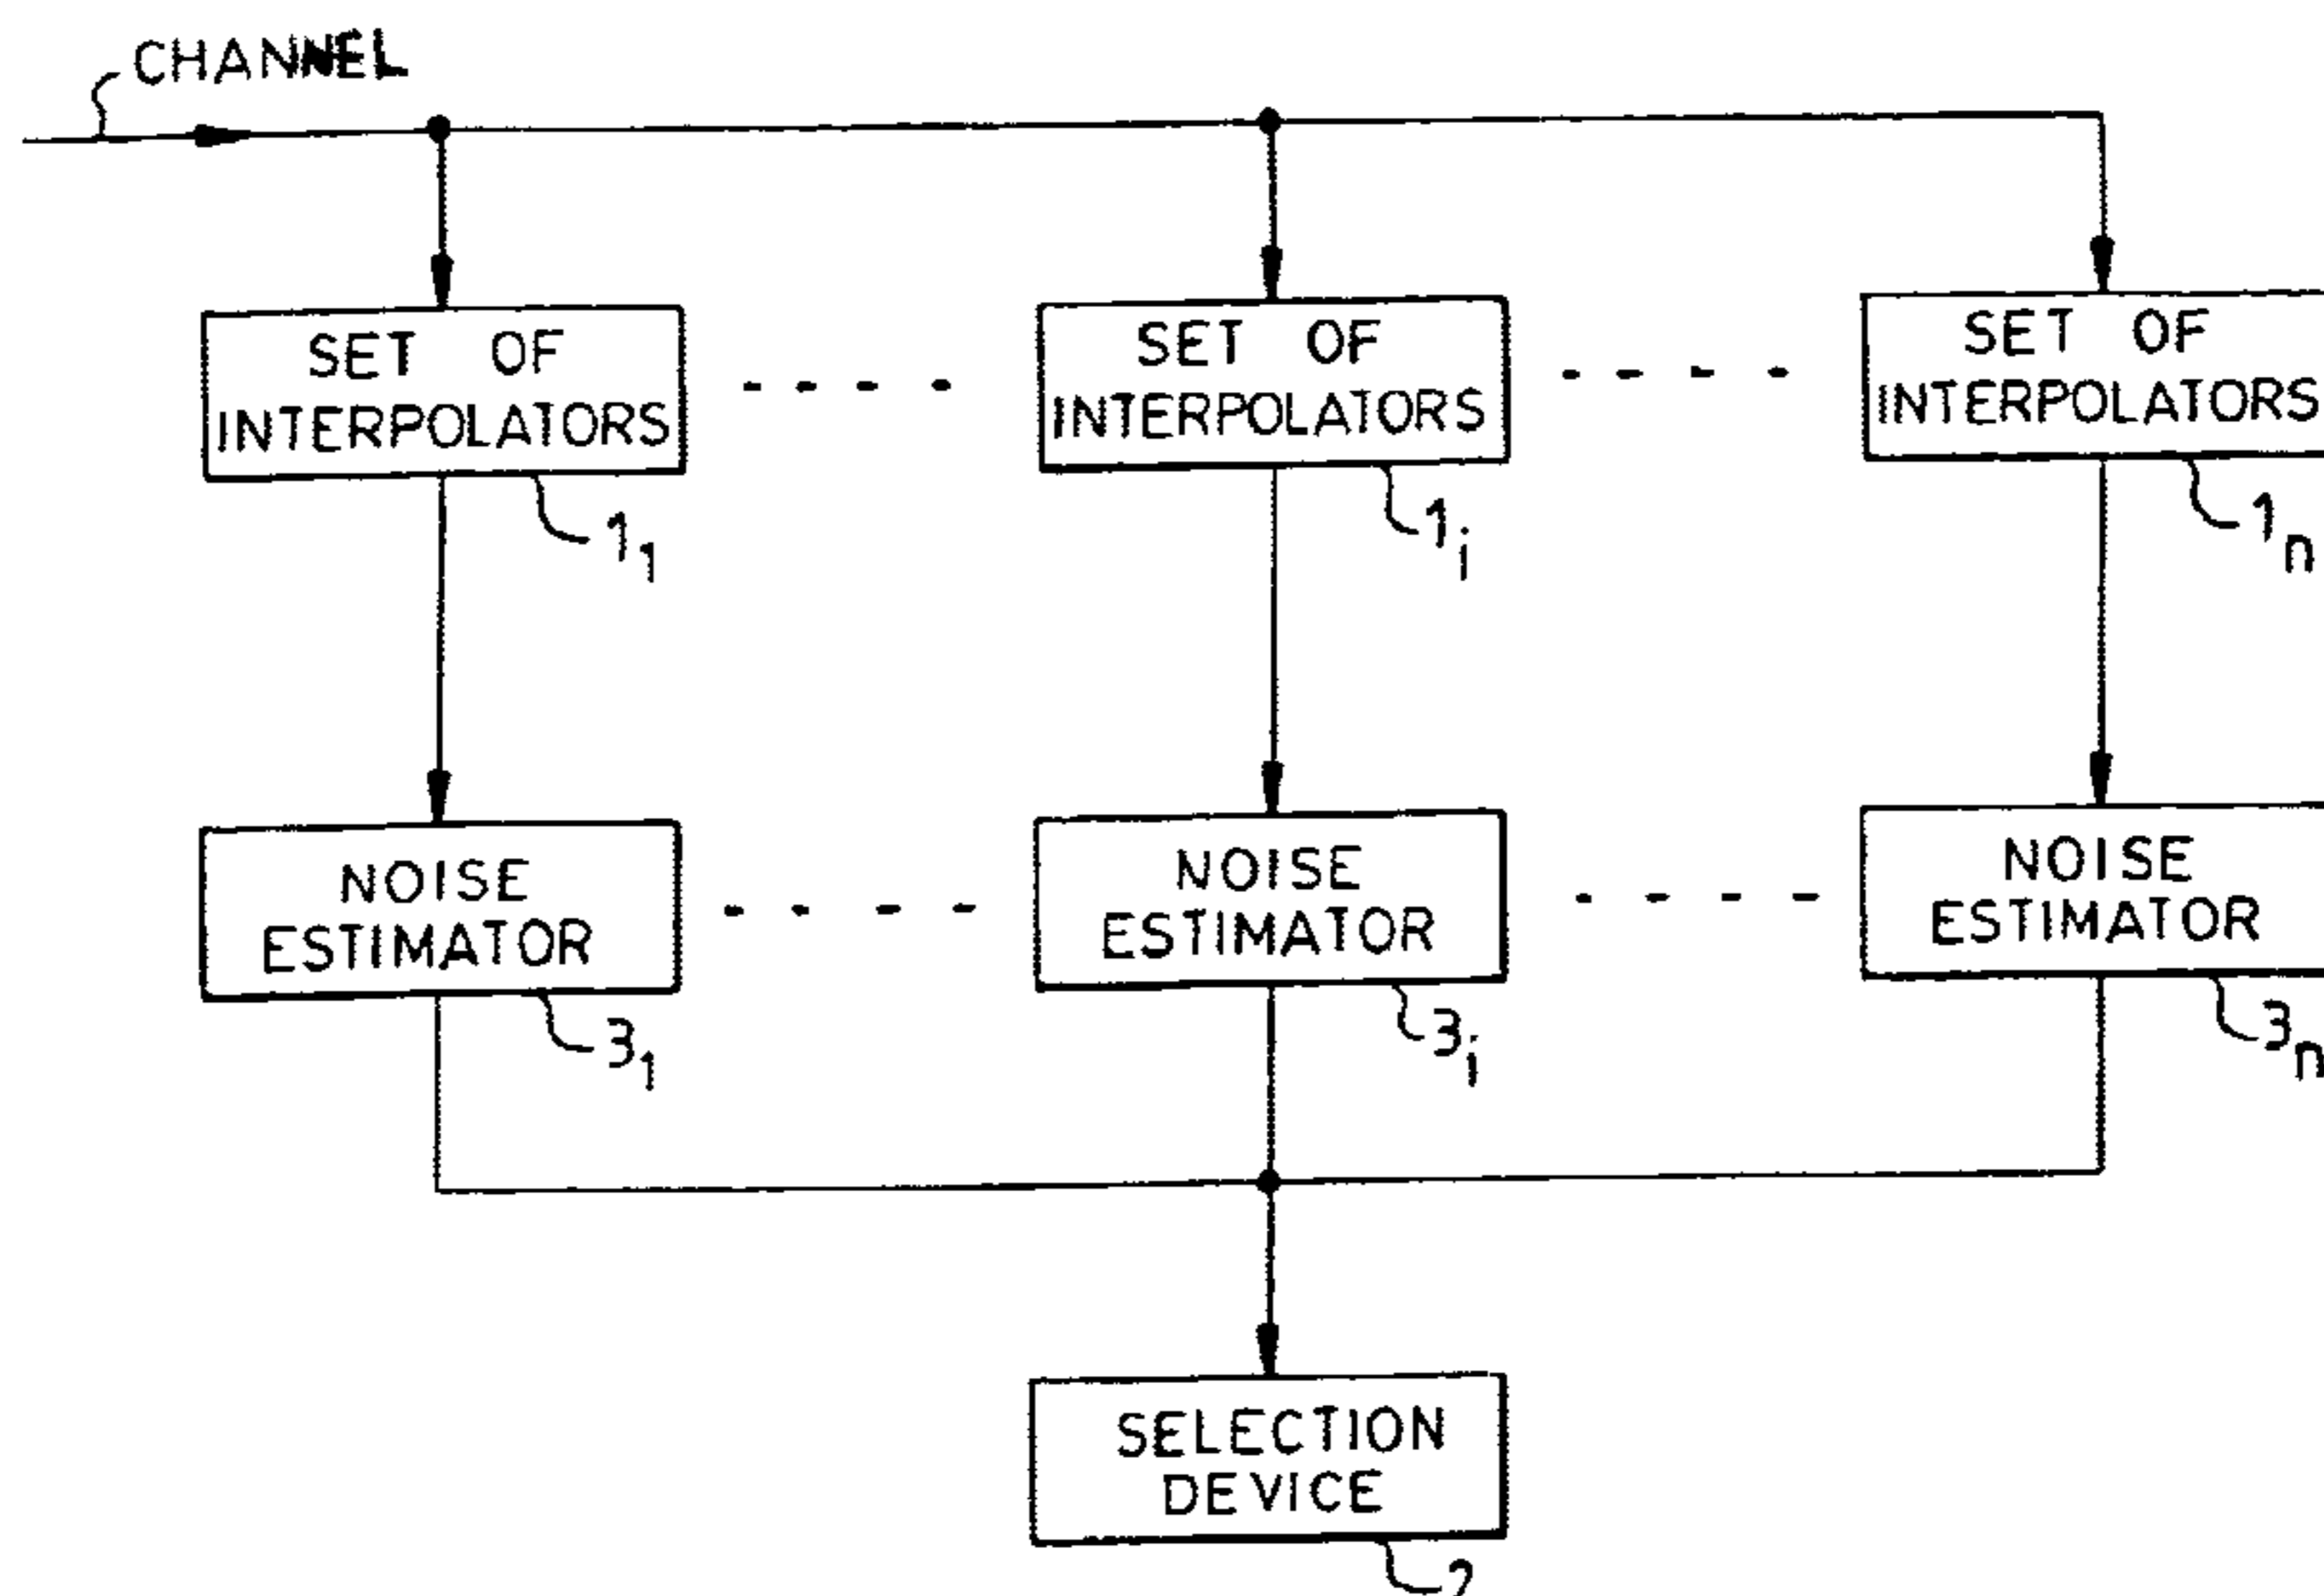 CHANNEL
SET OF
INTERPOLATORS
1₁
SET OF
INTERPOLATORS
1ᵢ
SET OF
INTERPOLATORS
1ₙ
NOISE
ESTIMATOR
3₁
NOISE
ESTIMATOR
3ᵢ
NOISE
ESTIMATOR
3ₙ
SELECTION
DEVICE
2